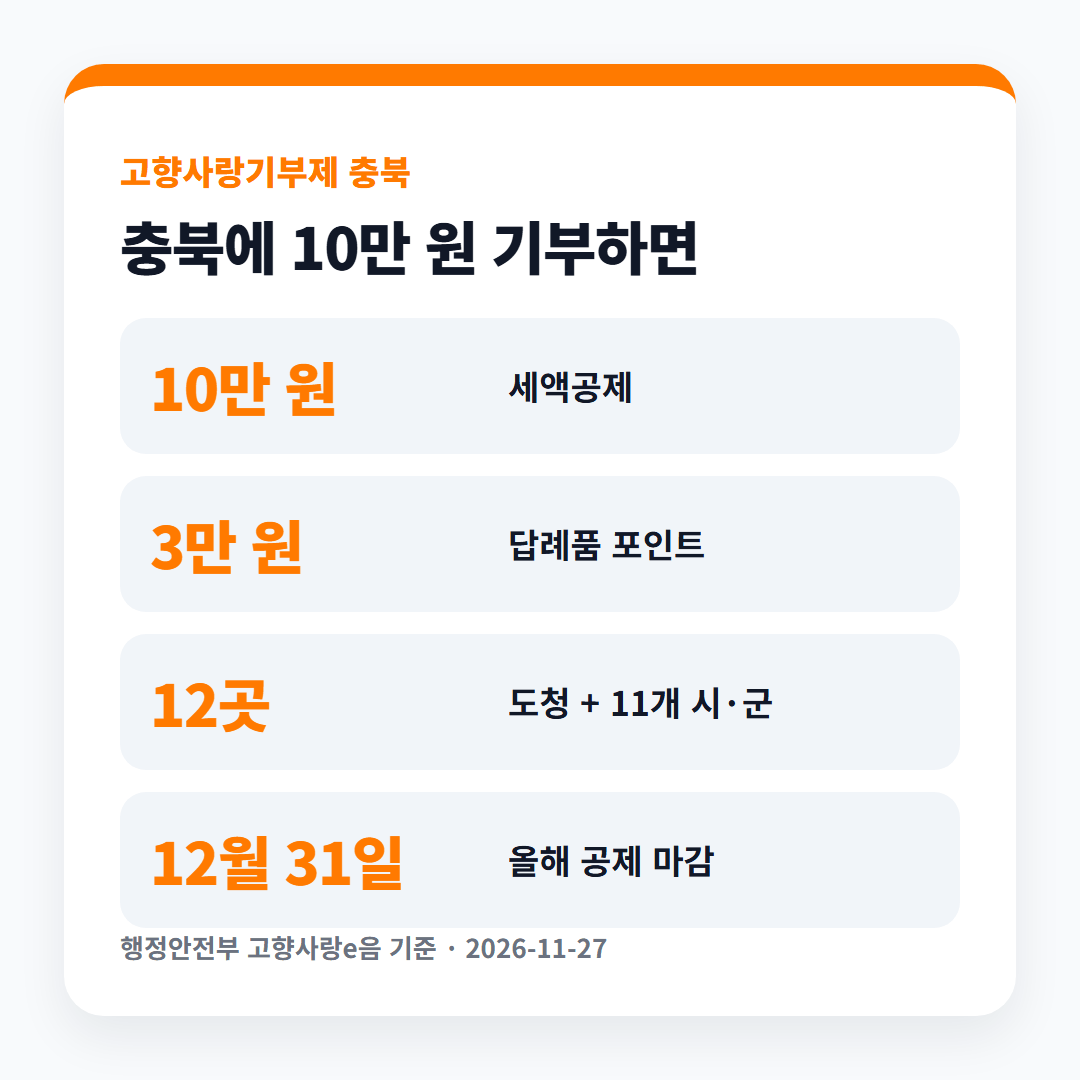 고향사랑기부제 충북
충북에 10만 원 기부하면
10만 원 세액공제
3만 원 답례품 포인트
12곳 도청 + 11개 시·군
12월 31일 올해 공제 마감
행정안전부 고향사랑e음 기준 · 2026-11-27